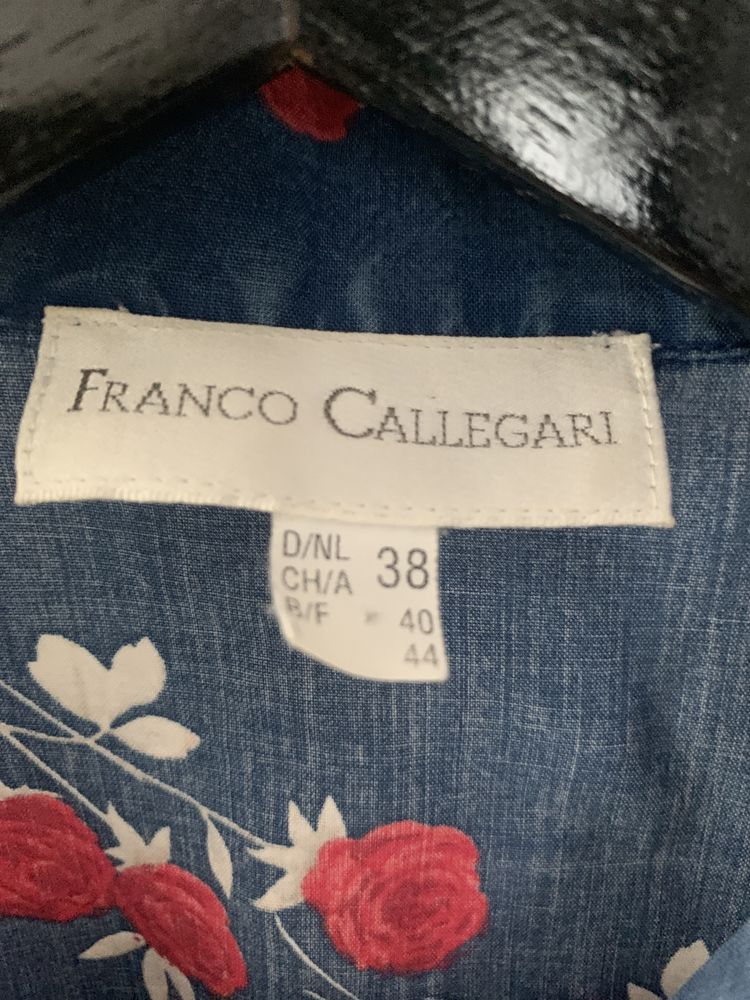 FRANCO CALLEGARI
D/NL 38
CH/A
B/F 40
44